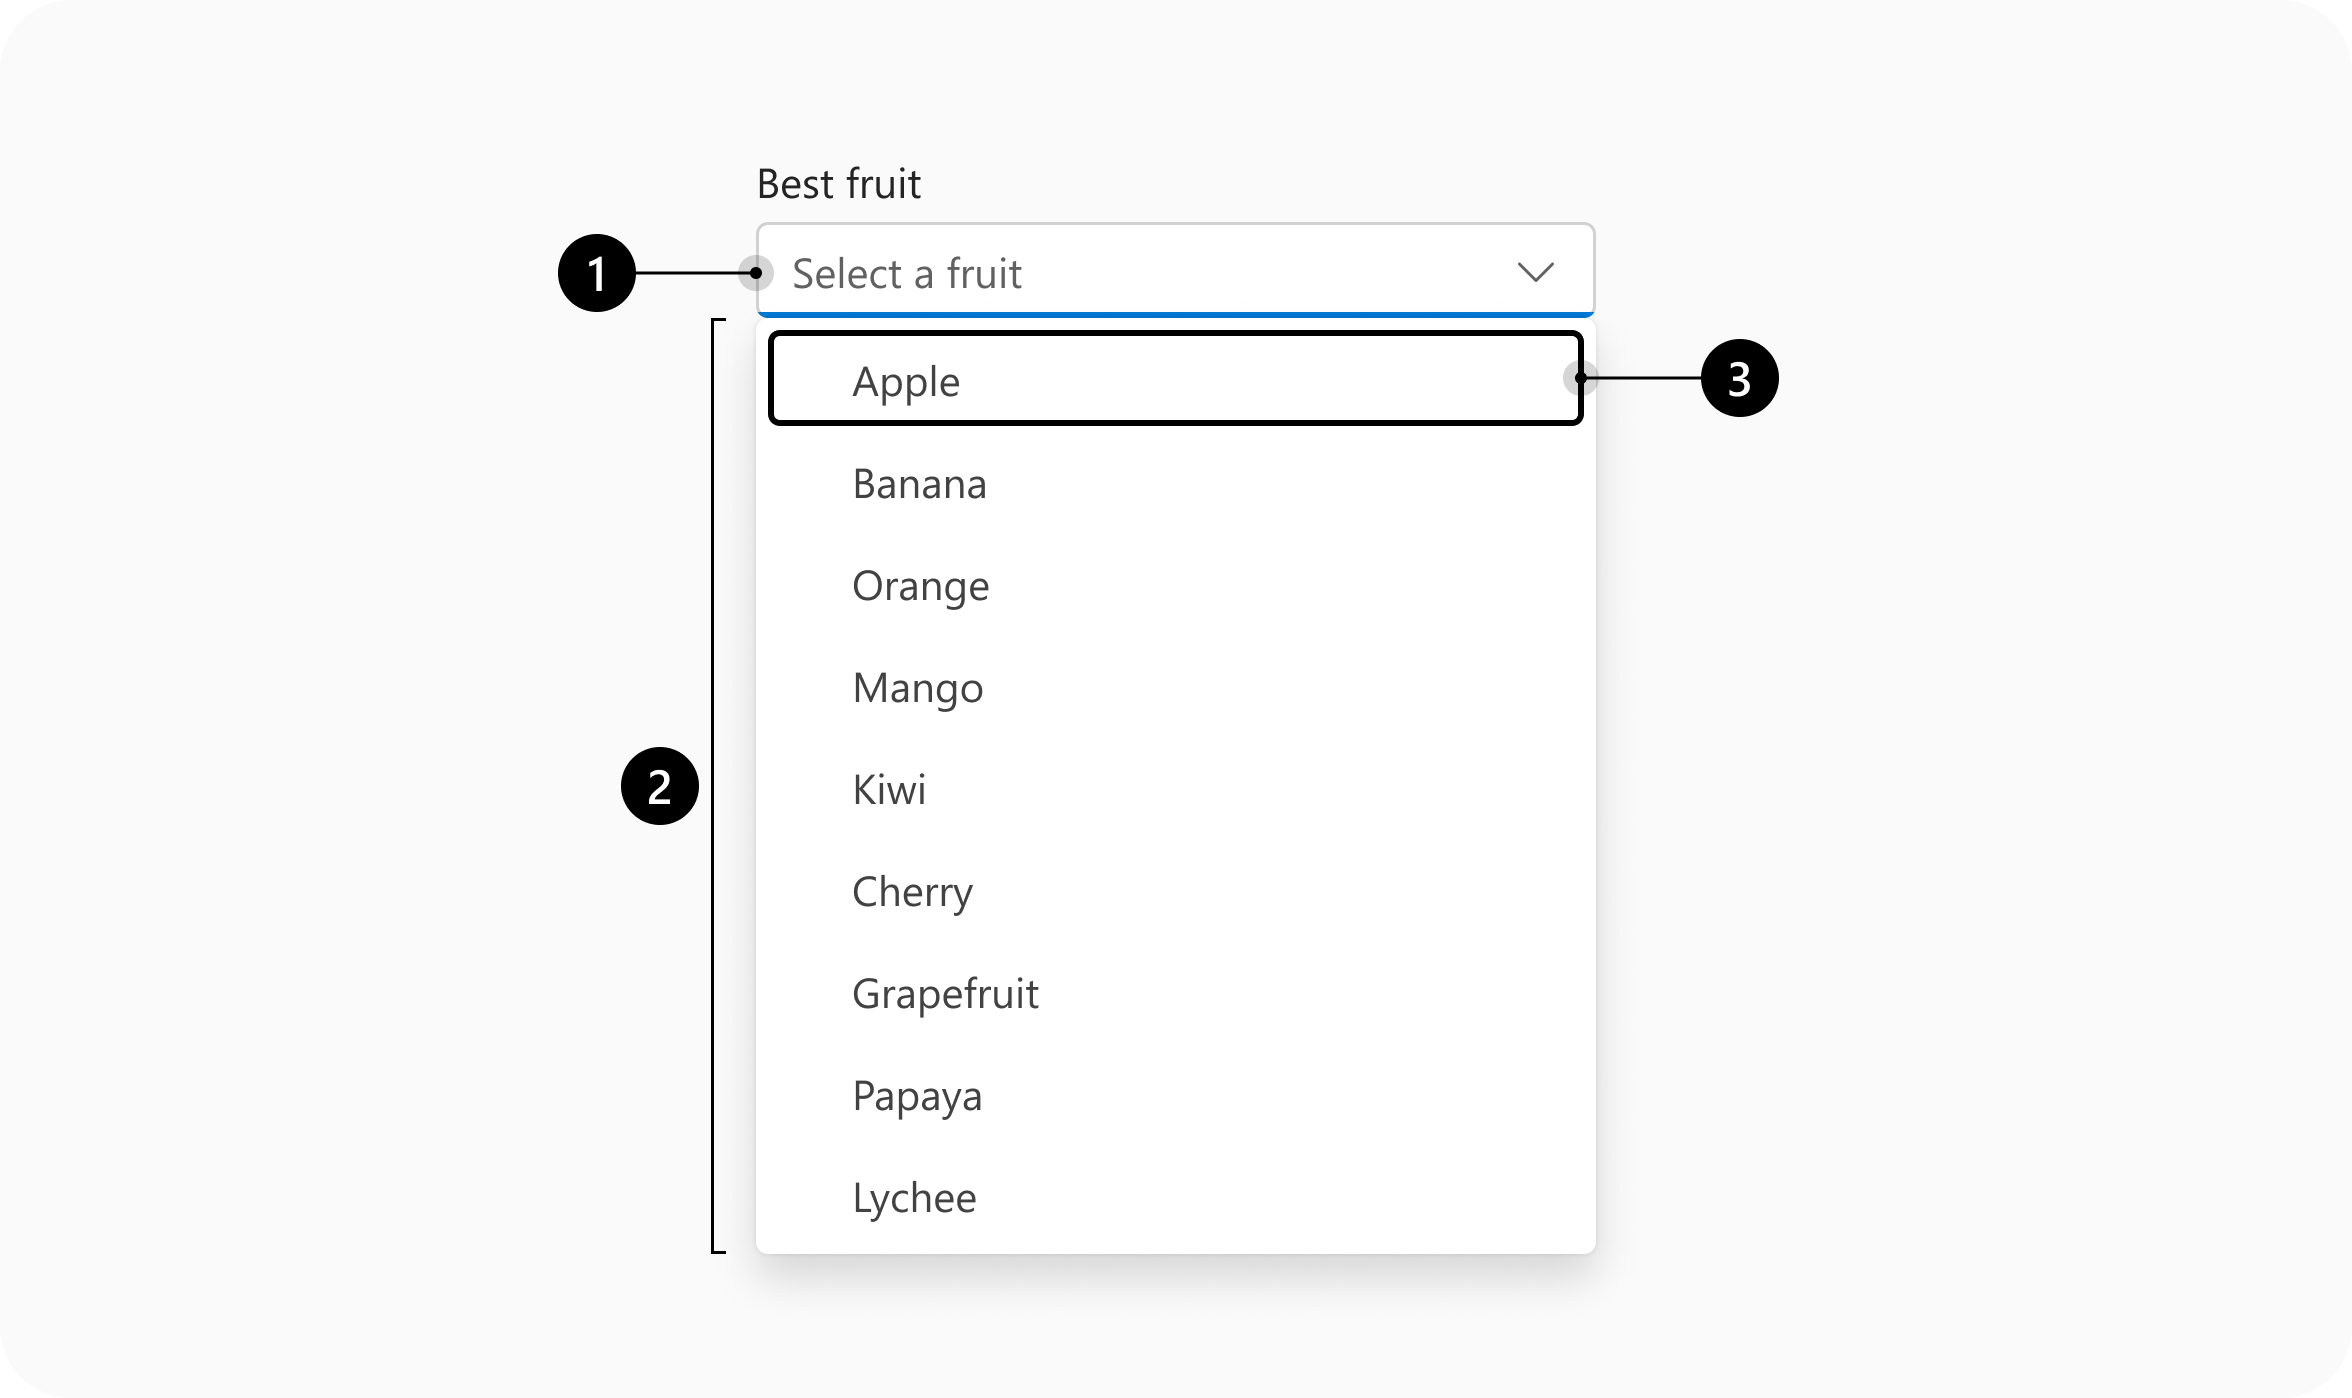 Best fruit
1
Select a fruit
Apple
3
Banana
Orange
Mango
2
Kiwi
Cherry
Grapefruit
Papaya
Lychee